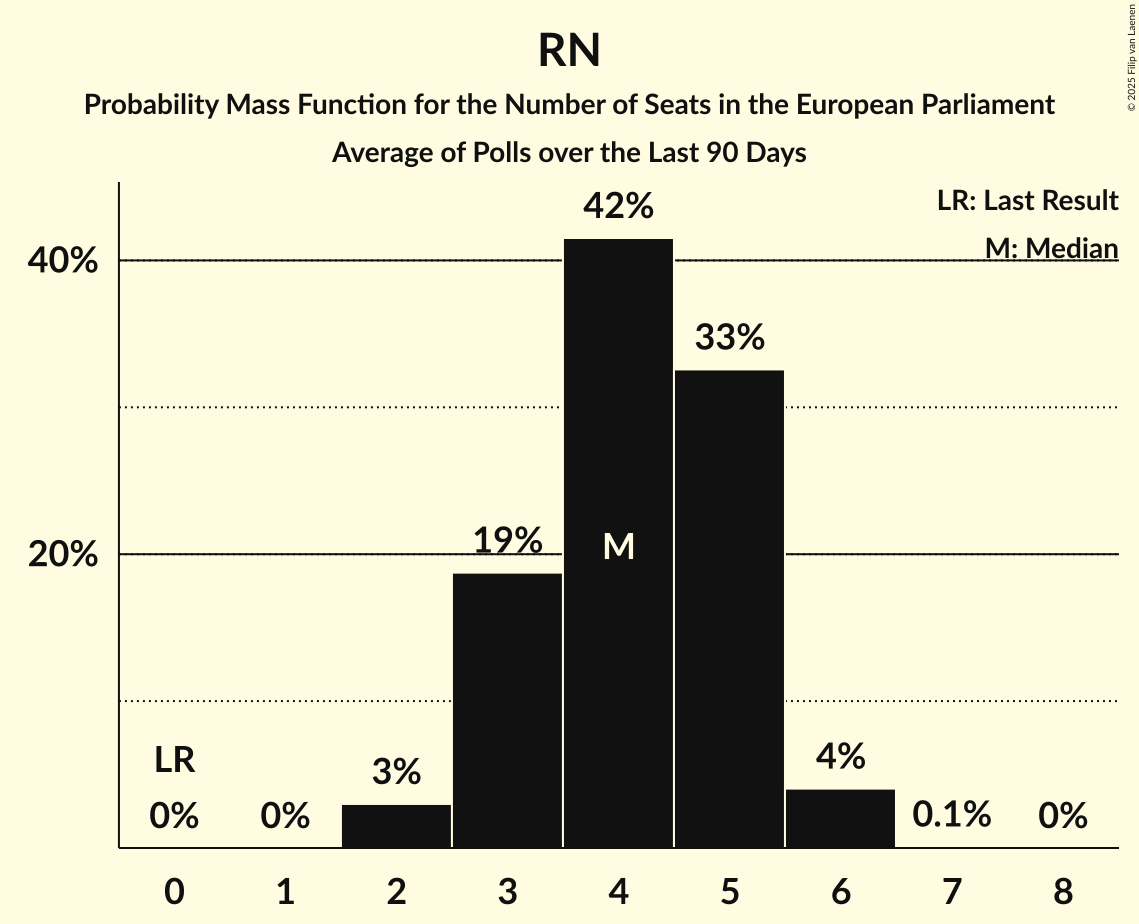 RN
Probability Mass Function for the Number of Seats in the European Parliament
Average of Polls over the Last 90 Days
© 2025 Filip van Laenen
LR: Last Result
M: Median
42%
40%
33%
20%
19%
M
LR
0%
0%
3%
4%
0.1%
0%
0 1 2 3 4 5 6 7 8